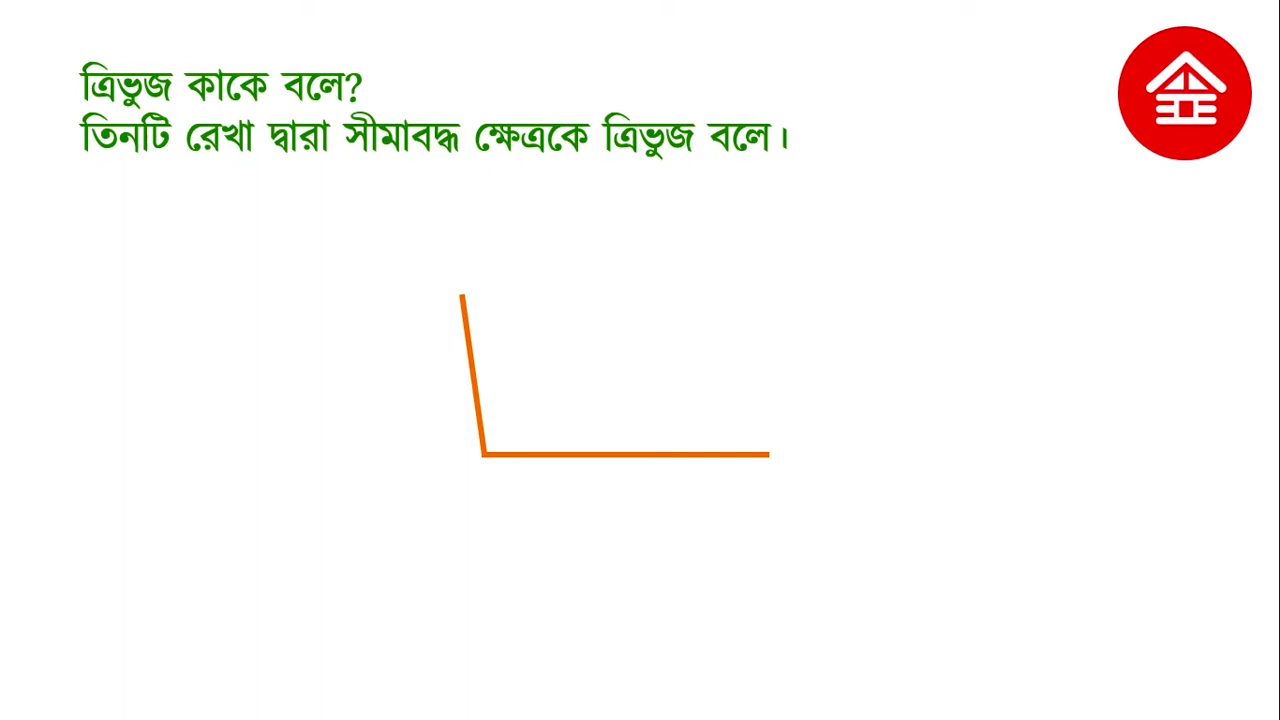 ত্রিভুজ কাকে বলে?
তিনটি রেখা দ্বারা সীমাবদ্ধ ক্ষেত্রকে ত্রিভুজ বলে।